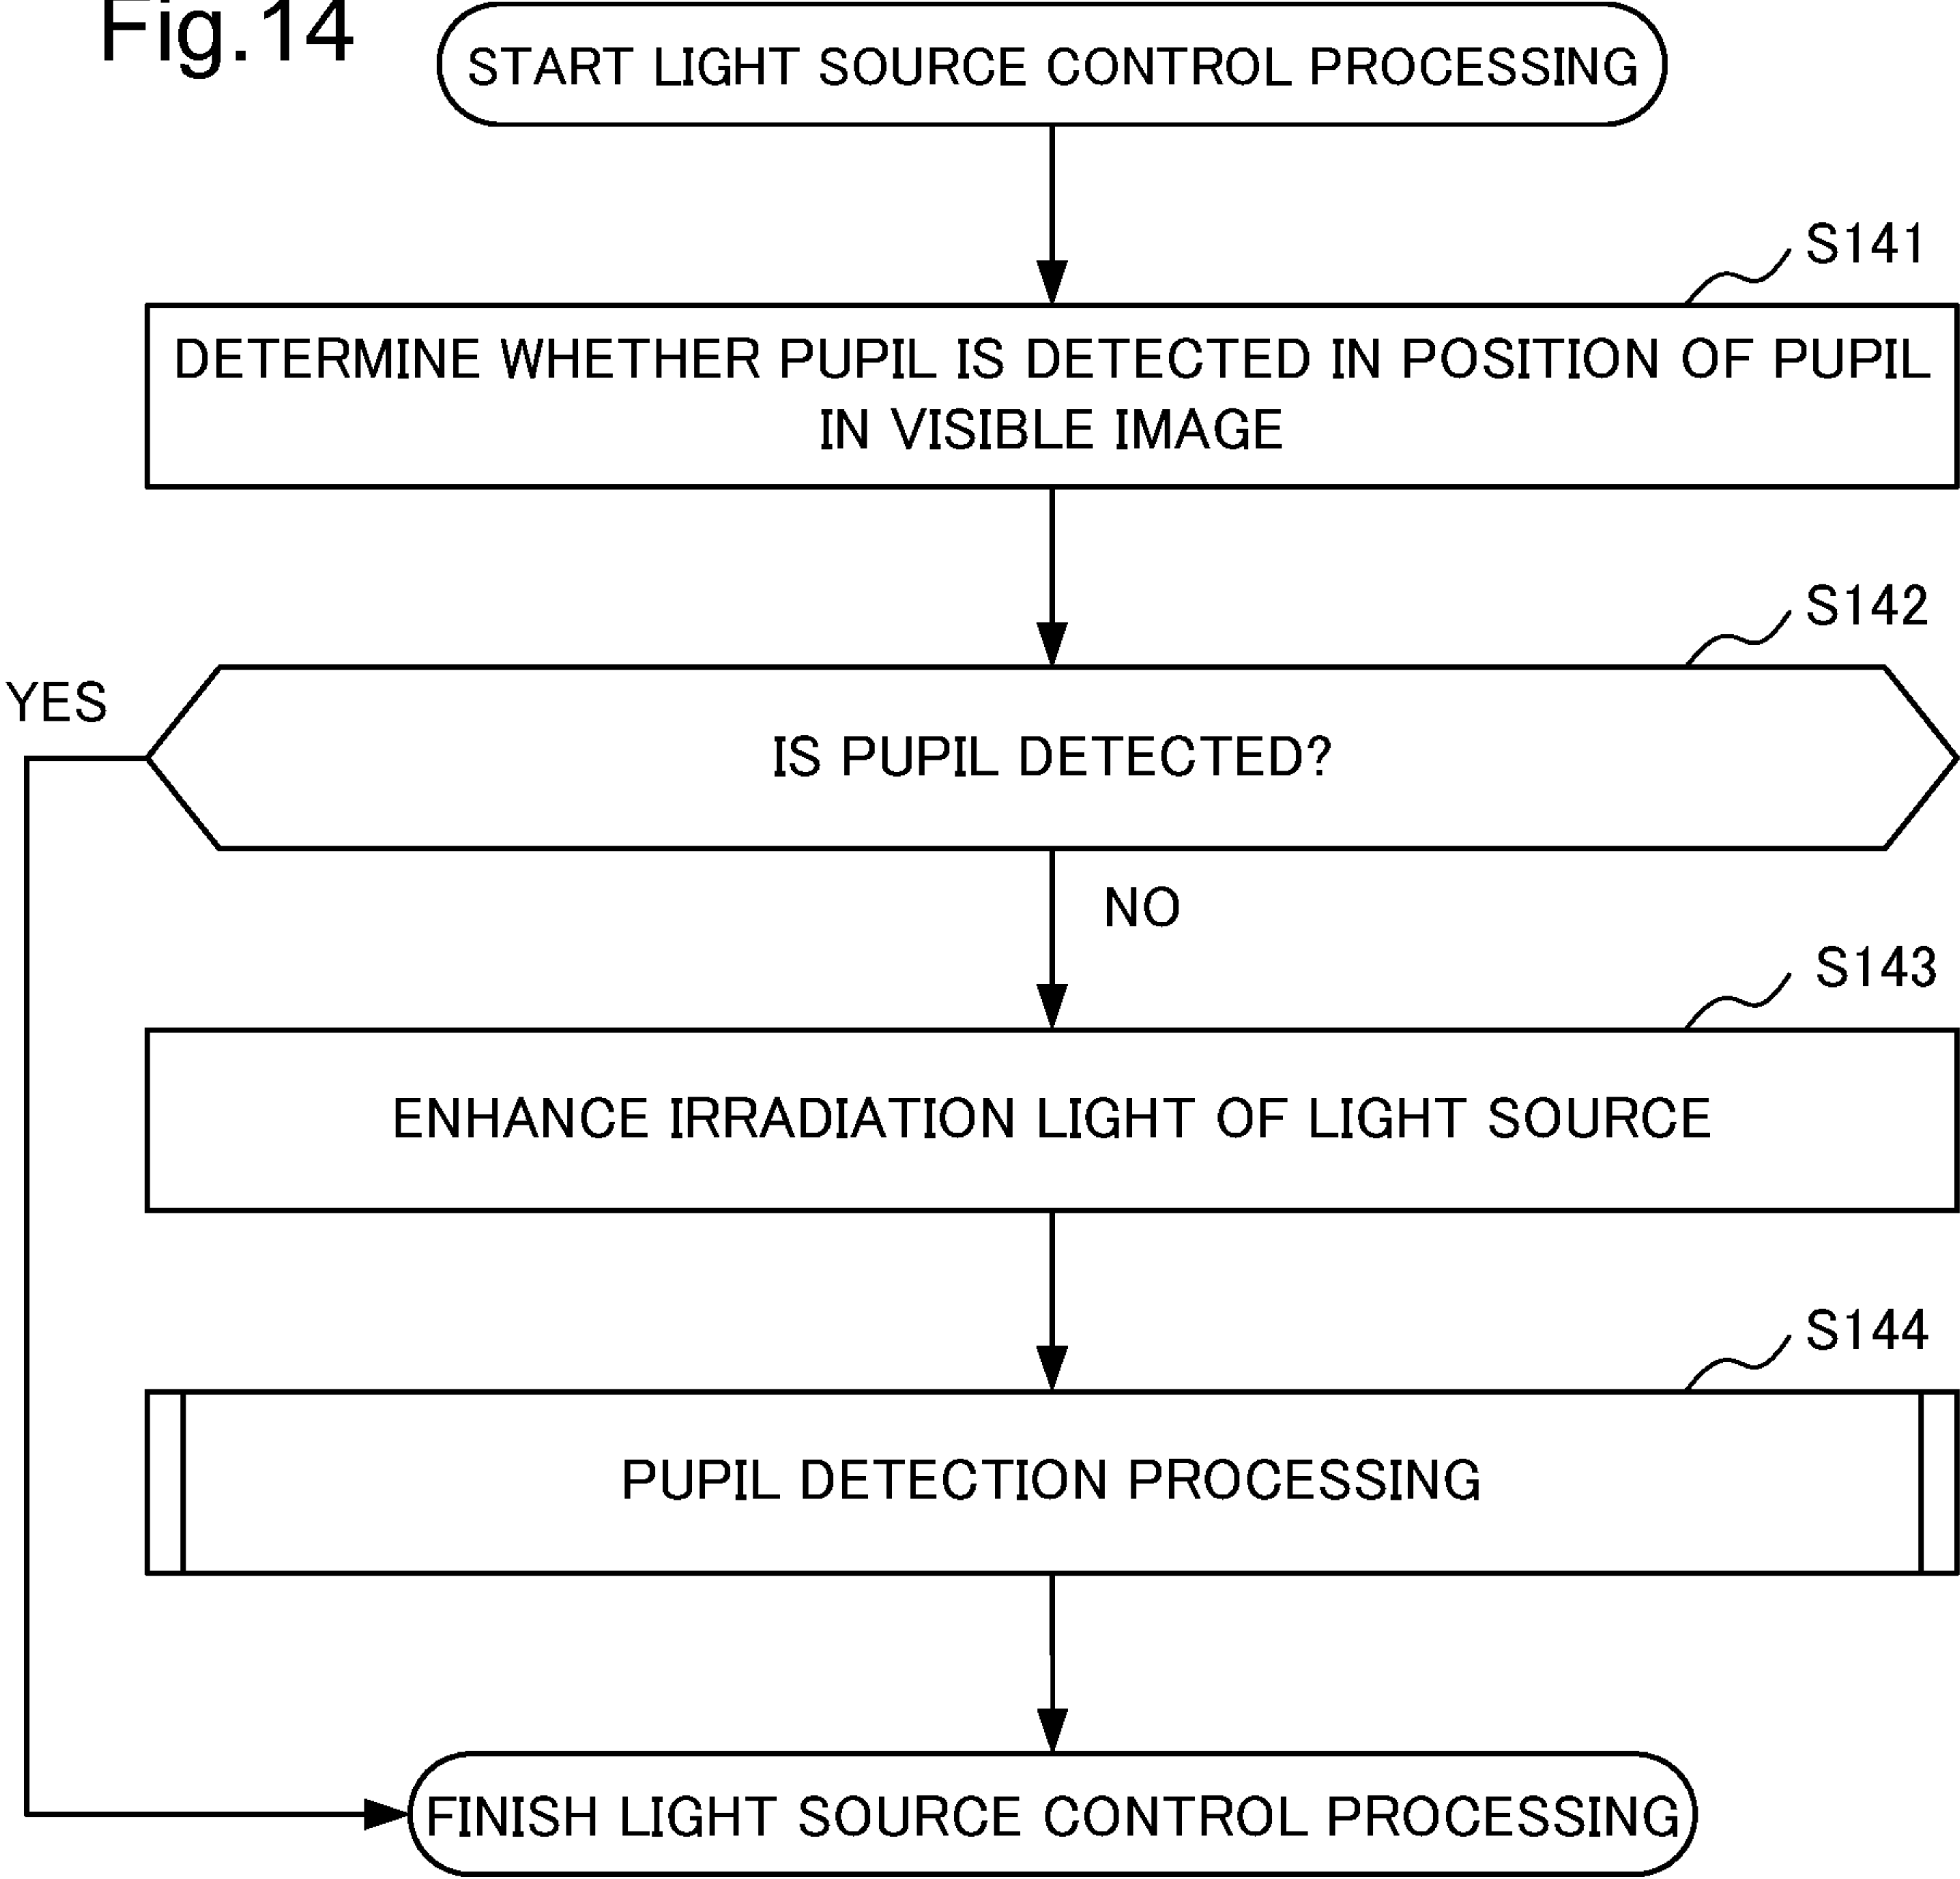 Fig.14
START LIGHT SOURCE CONTROL PROCESSING
S141
DETERMINE WHETHER PUPIL IS DETECTED IN POSITION OF PUPIL
IN VISIBLE IMAGE
S142
YES
IS PUPIL DETECTED?
NO
S143
ENHANCE IRRADIATION LIGHT OF LIGHT SOURCE
S144
PUPIL DETECTION PROCESSING
FINISH LIGHT SOURCE CONTROL PROCESSING